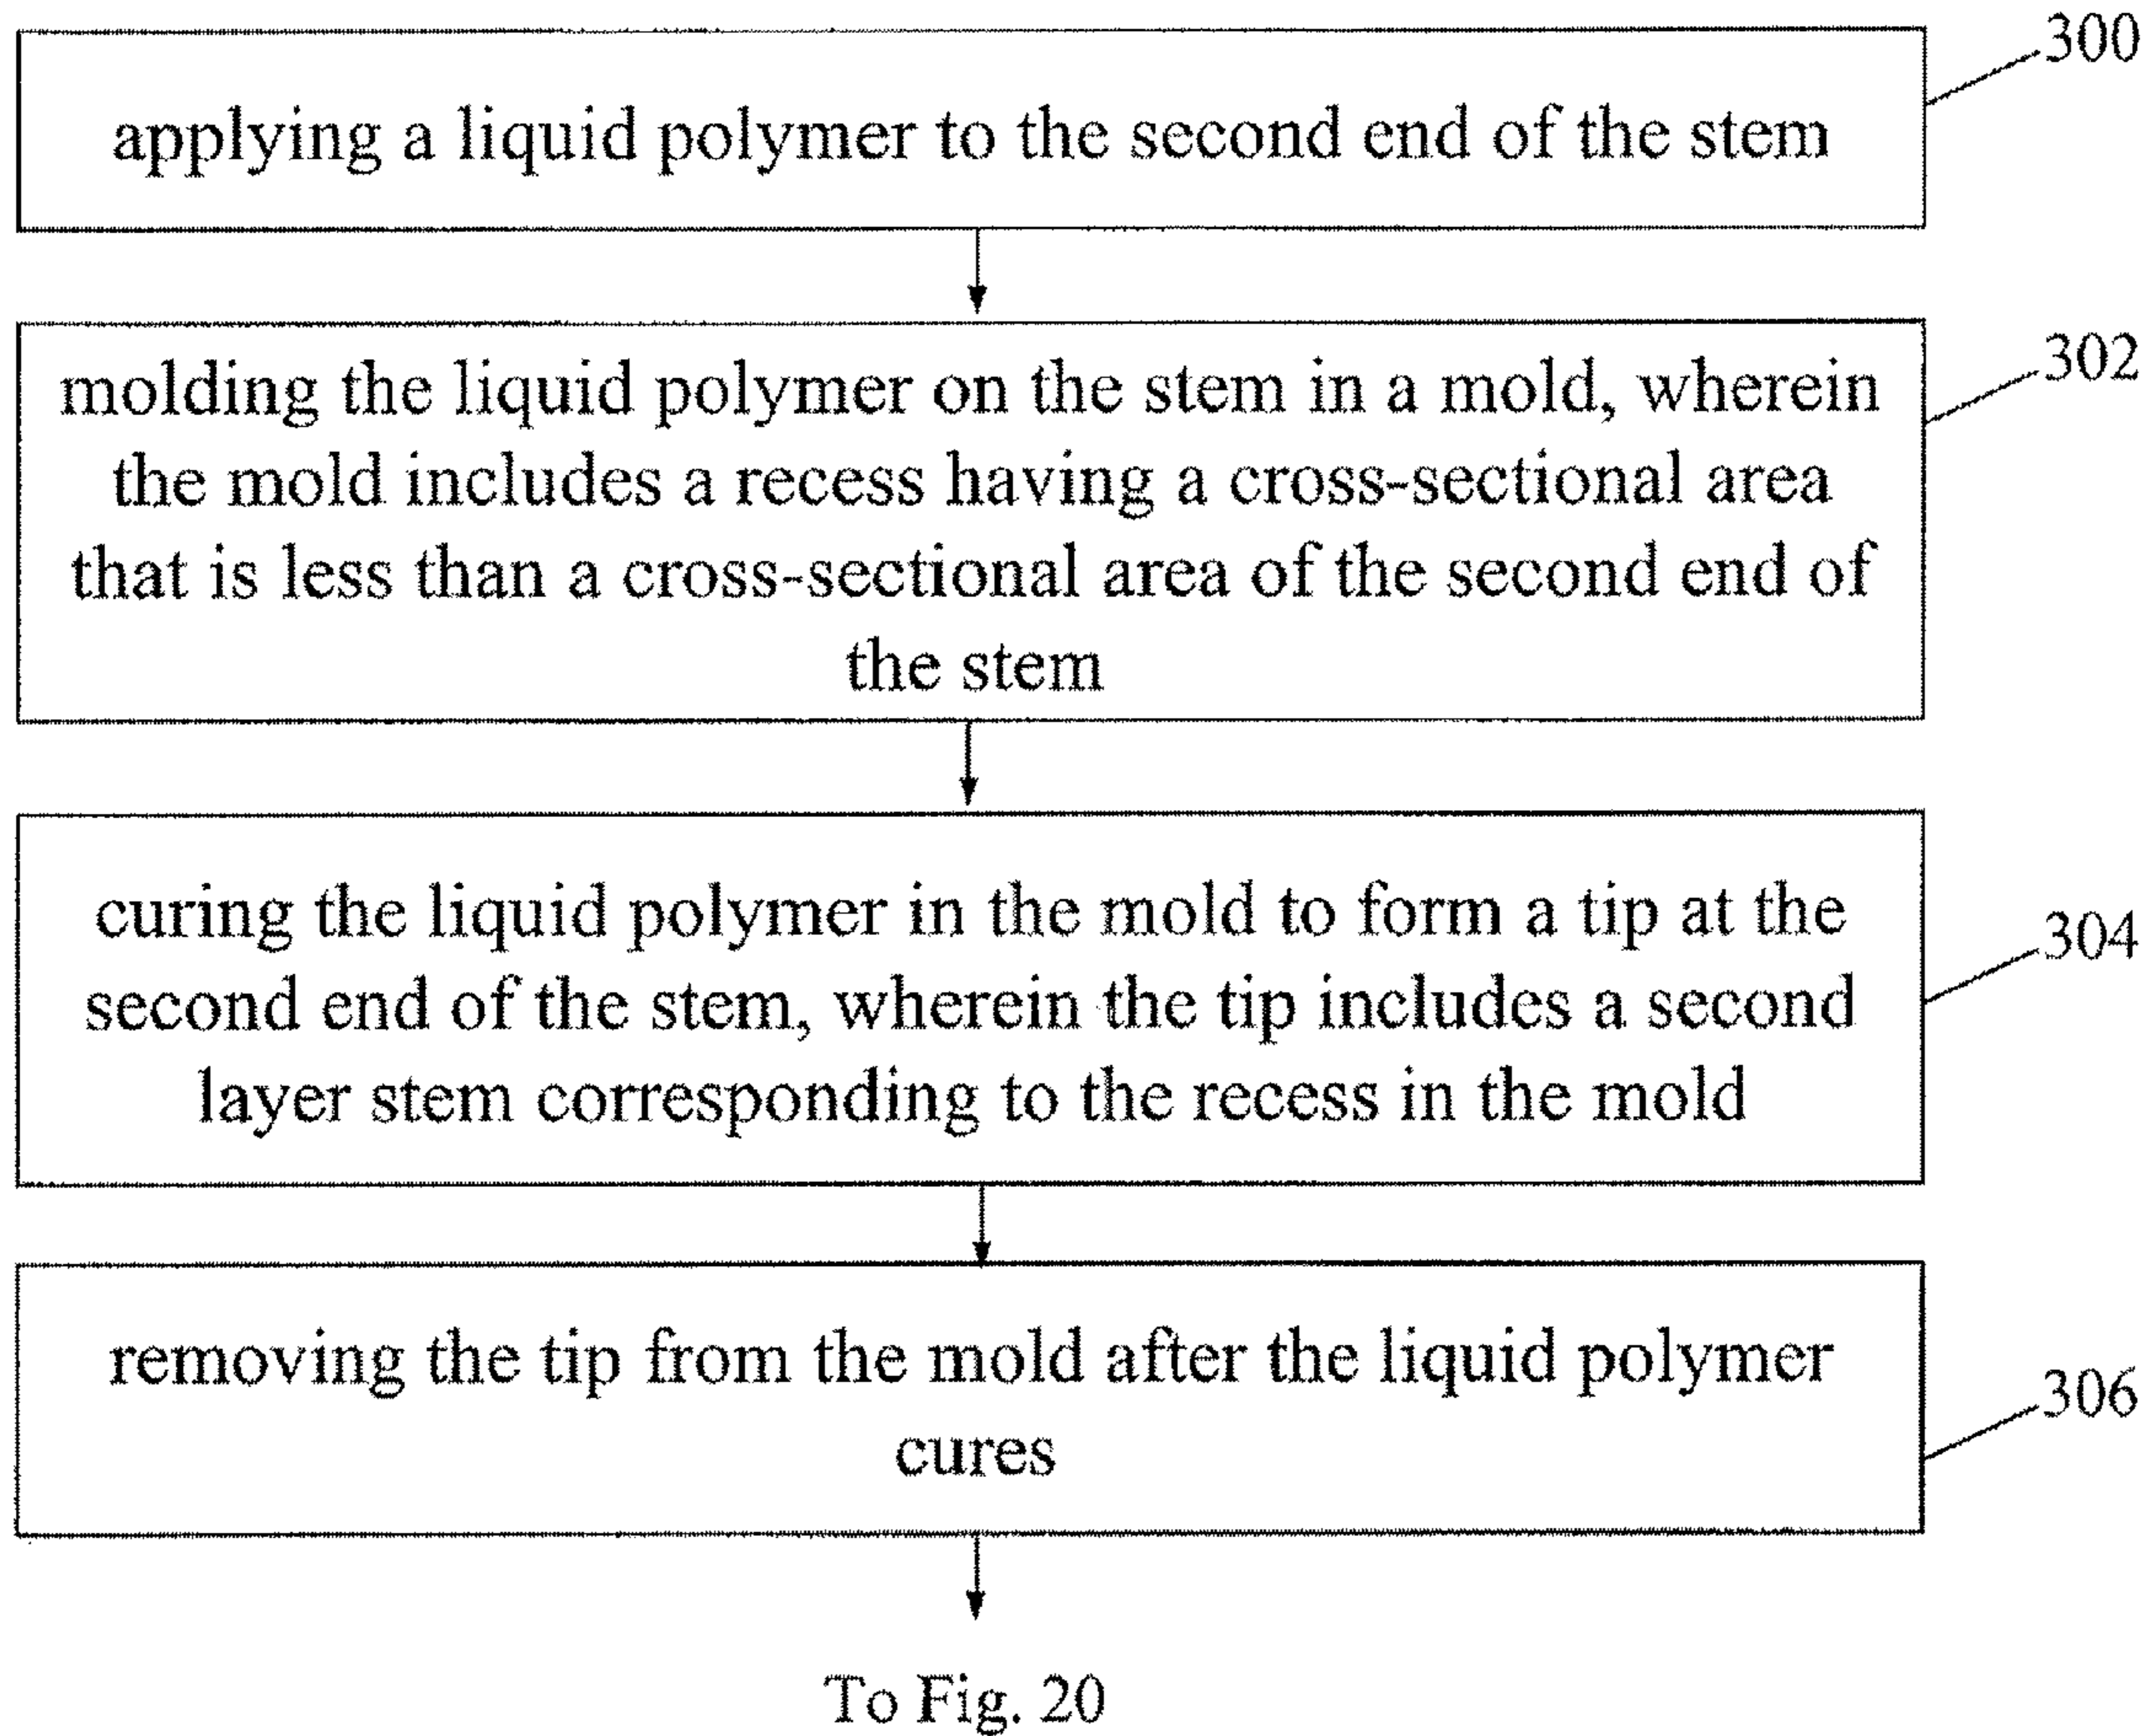 300
applying a liquid polymer to the second end of the stem
302
molding the liquid polymer on the stem in a mold, wherein
the mold includes a recess having a cross-sectional area
that is less than a cross-sectional area of the second end of
the stem
304
curing the liquid polymer in the mold to form a tip at the
second end of the stem, wherein the tip includes a second
layer stem corresponding to the recess in the mold
306
removing the tip from the mold after the liquid polymer
cures
To Fig. 20